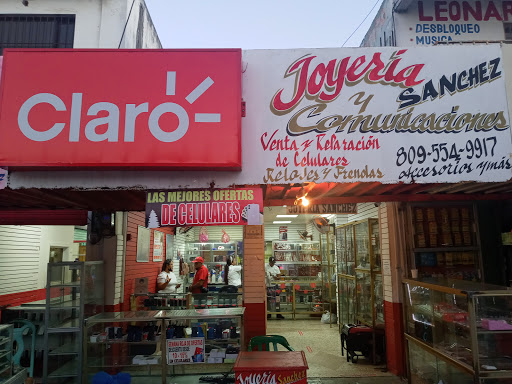 Claro
Joyería
y
SANCHEZ
Comunicaciones
Venta y Reparación
de Celulares
Relojes y Prendas
809-554-9917
Accesorios y más
LEONAR
- DESBLOQUEO
MUSICA
LAS MEJORES OFERTAS
DE CELULARES
Joyeria Sanchez